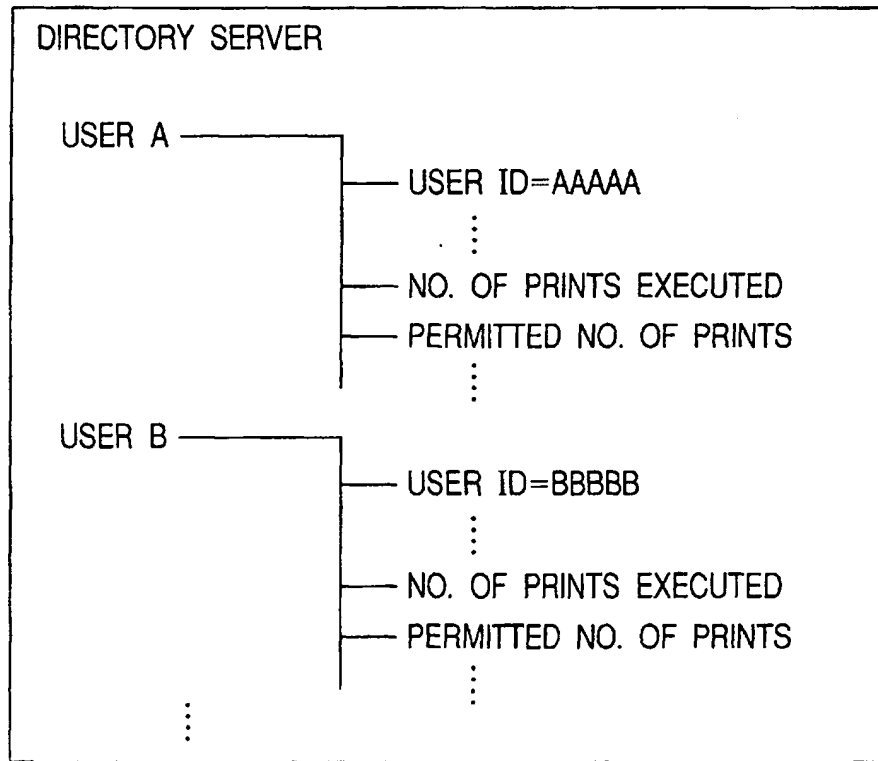 DIRECTORY SERVER
USER A
USER ID=AAAAA
NO. OF PRINTS EXECUTED
PERMITTED NO. OF PRINTS
USER B
USER ID=BBBBB
NO. OF PRINTS EXECUTED
PERMITTED NO. OF PRINTS